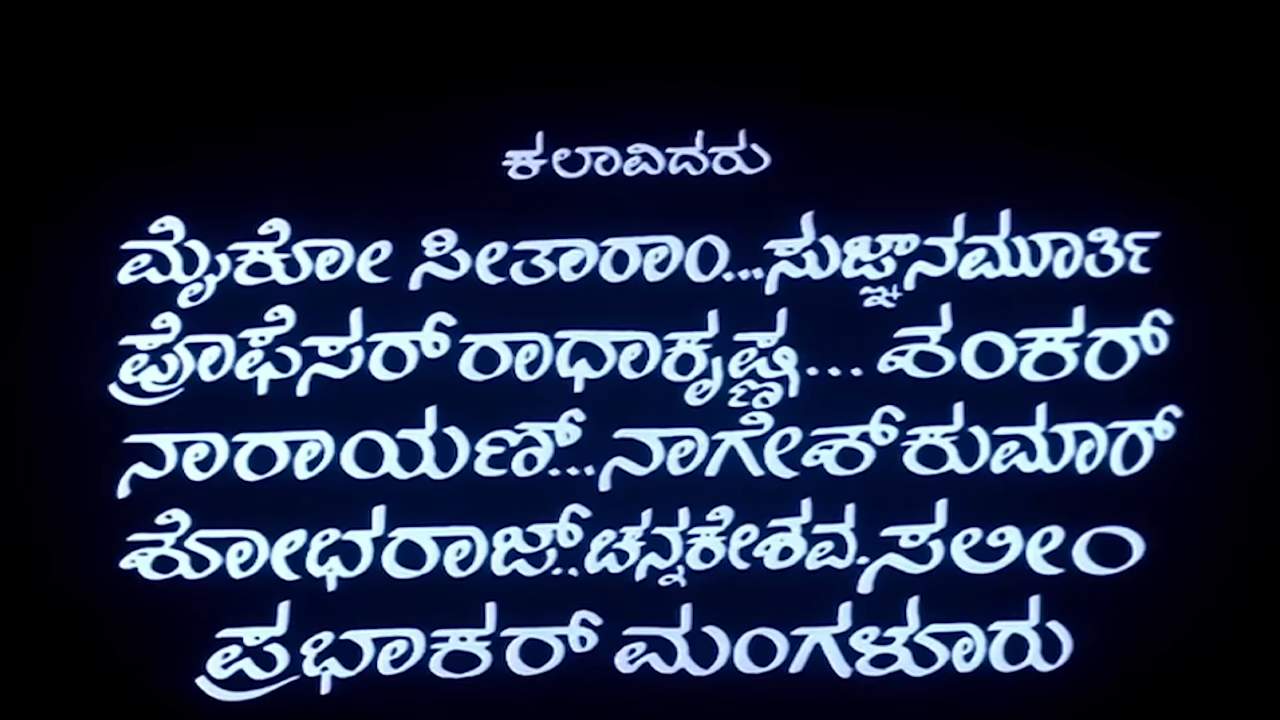 ಕಲಾವಿದರು
ಮೈಕೋ ಸೀತಾರಾಂ...ಸುಜ್ಞಾನಮೂರ್ತಿ
ಪ್ರೊಫೆಸರ್ ರಾಧಾಕೃಷ್ಣ... ಶಂಕರ್
ನಾರಾಯಣ್...ನಾಗೇಶ್ ಕುಮಾರ್
ಶೋಭರಾಜ್..ಚನ್ನಕೇಶವ.ಸಲೀಂ
ಪ್ರಭಾಕರ್ ಮಂಗಳೂರು